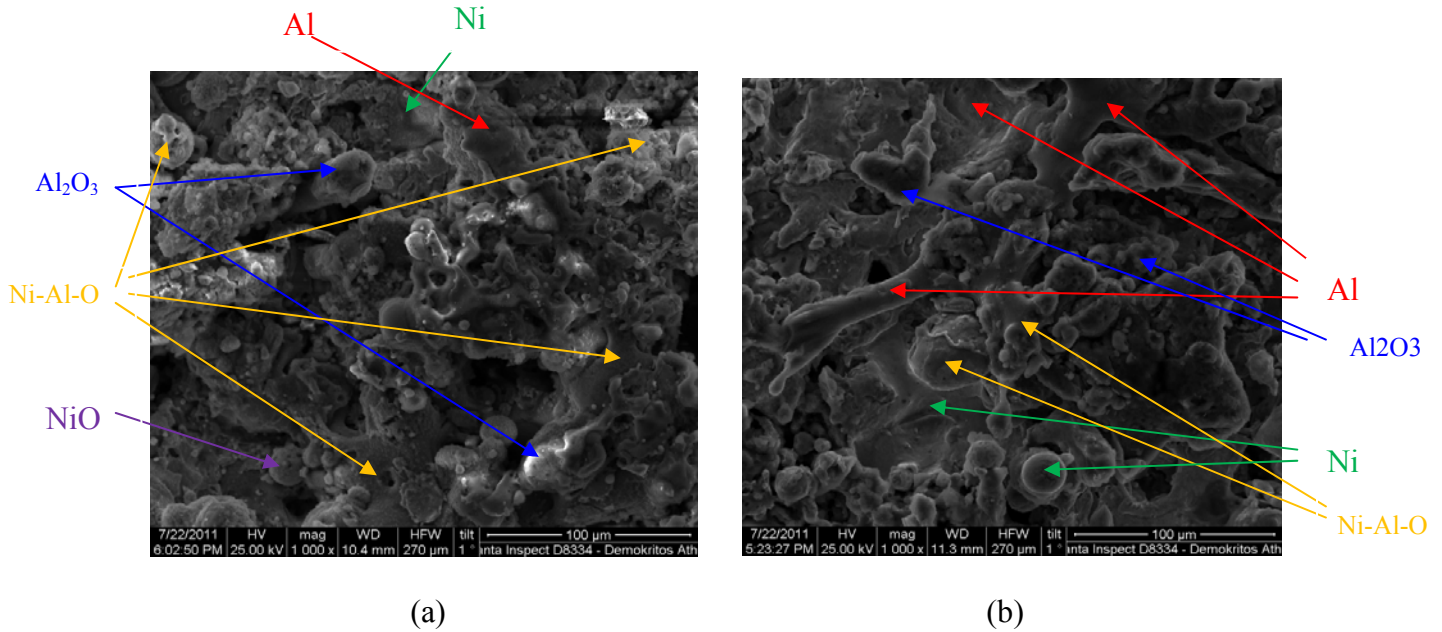 Al
Ni
Al₂O₃
Ni-Al-O
NiO
7/22/2011 HV mag WD HFW tilt 100 µm
6:02:50 PM 25.00 kV 1 000 x 10.4 mm 270 µm 1 ° anta Inspect D8334 - Demokritos Ath
(a)
Al
Al2O3
Ni
Ni-Al-O
7/22/2011 HV mag WD HFW tilt 100 µm
5:23:27 PM 25.00 kV 1 000 x 11.3 mm 270 µm 1 ° anta Inspect D8334 - Demokritos Ath
(b)